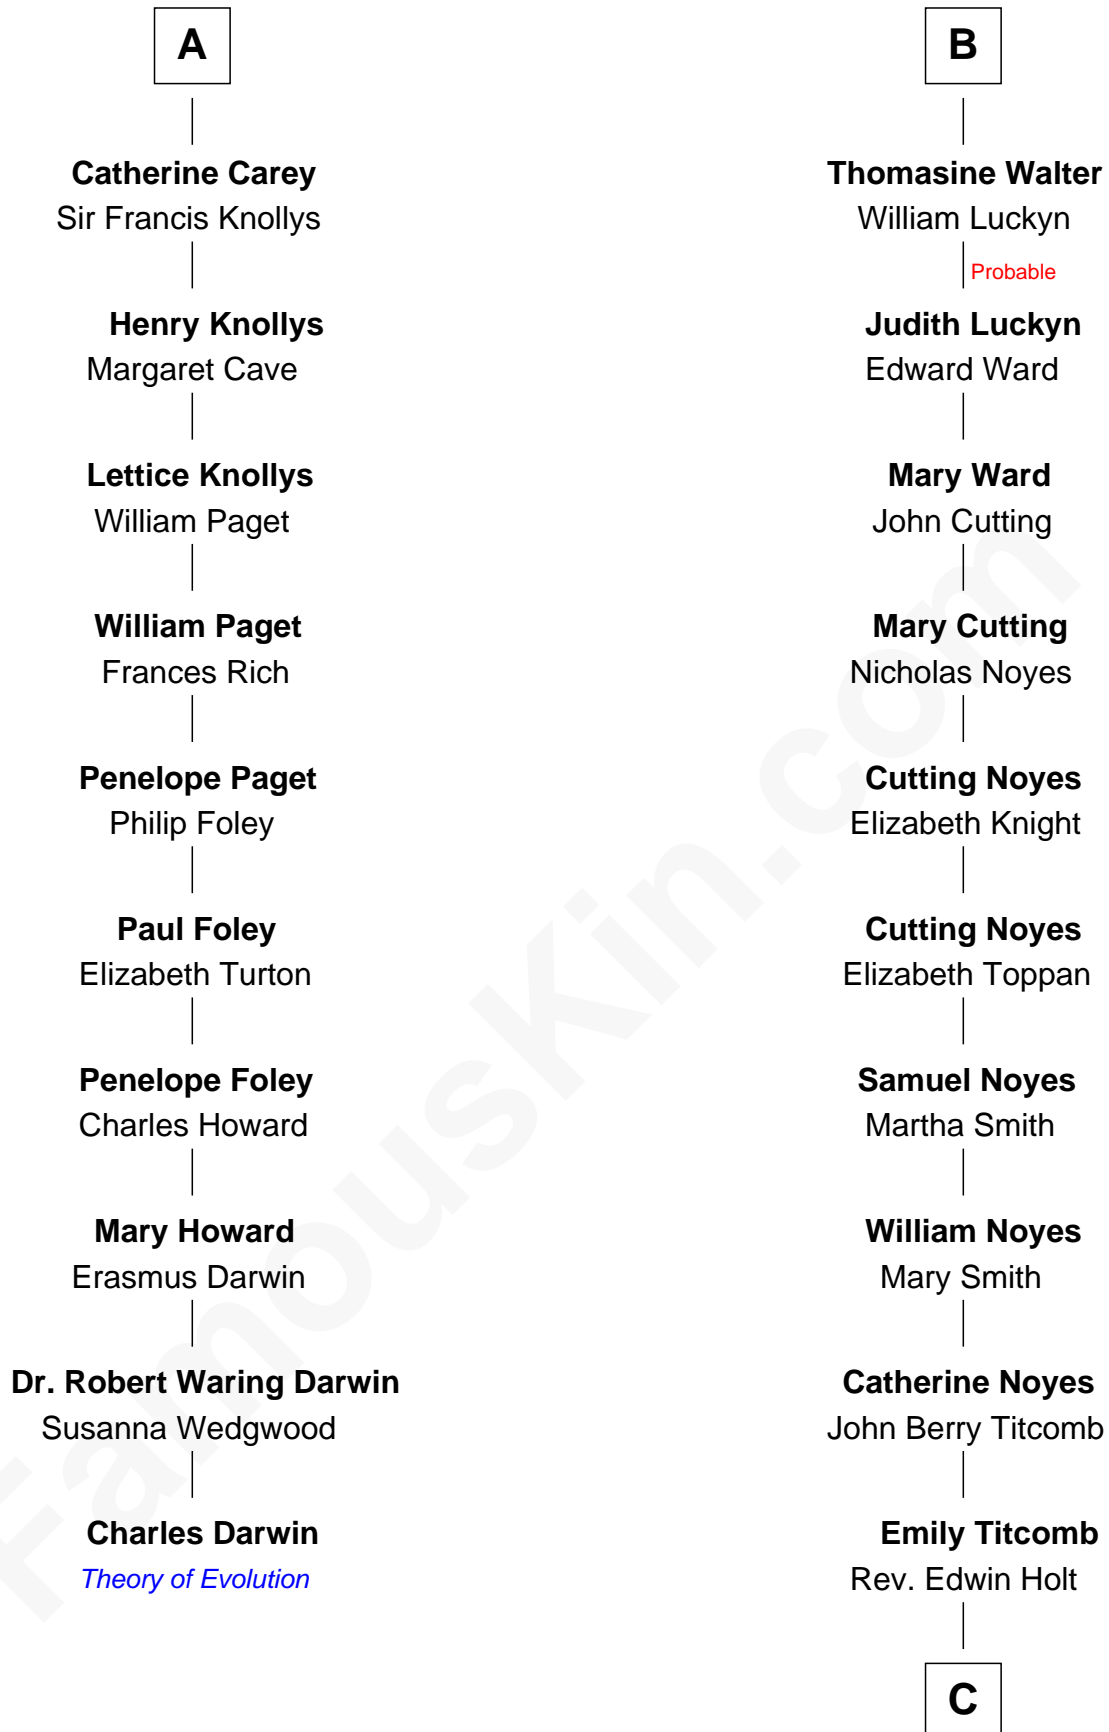 A
Catherine Carey
Sir Francis Knollys
Henry Knollys
Margaret Cave
Lettice Knollys
William Paget
William Paget
Frances Rich
Penelope Paget
Philip Foley
Paul Foley
Elizabeth Turton
Penelope Foley
Charles Howard
Mary Howard
Erasmus Darwin
Dr. Robert Waring Darwin
Susanna Wedgwood
Charles Darwin
Theory of Evolution
B
Thomasine Walter
William Luckyn
Probable
Judith Luckyn
Edward Ward
Mary Ward
John Cutting
Mary Cutting
Nicholas Noyes
Cutting Noyes
Elizabeth Knight
Cutting Noyes
Elizabeth Toppan
Samuel Noyes
Martha Smith
William Noyes
Mary Smith
Catherine Noyes
John Berry Titcomb
Emily Titcomb
Rev. Edwin Holt
C
FamousKin.com